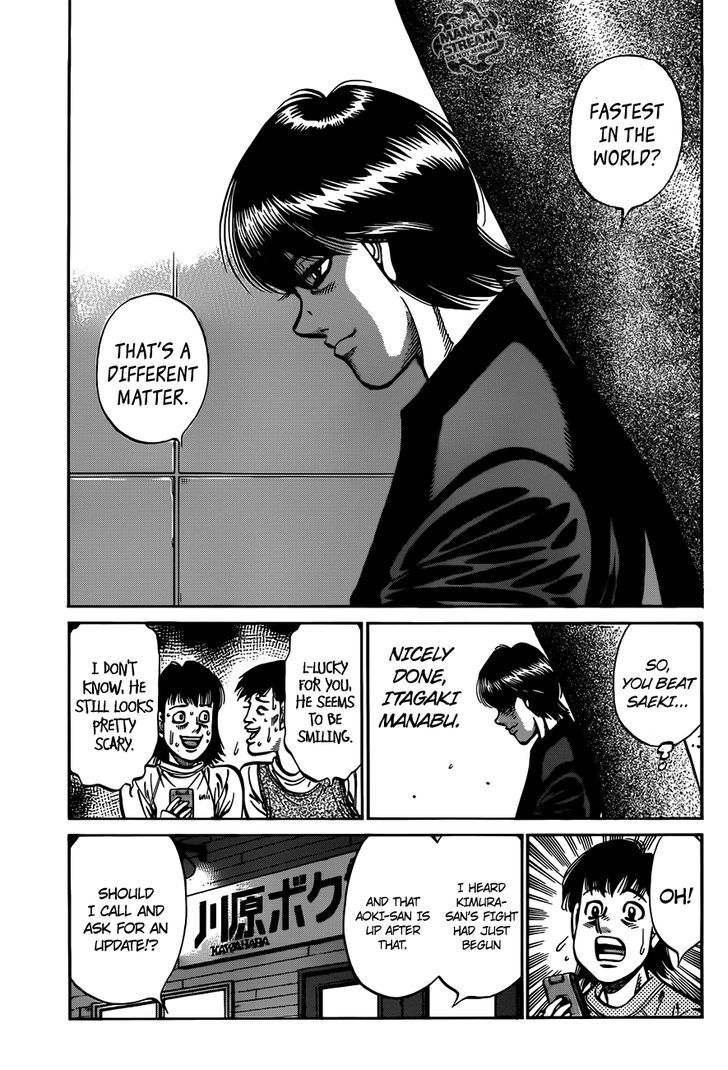 MANGA
STREAM
FASTEST
IN THE
WORLD?
THAT'S A
DIFFERENT
MATTER.
SO,
YOU BEAT
SAEKI...
NICELY
DONE,
ITAGAKI
MANABU.
L-LUCKY
FOR YOU,
HE SEEMS
TO BE
SMILING.
I DON'T
KNOW, HE
STILL LOOKS
PRETTY
SCARY.
OH!
I HEARD
KIMURA-
SAN'S FIGHT
HAD JUST
BEGUN
AND THAT
AOKI-SAN IS
UP AFTER
THAT.
川原ボク
KAWAHARA
SHOULD
I CALL AND
ASK FOR AN
UPDATE!?